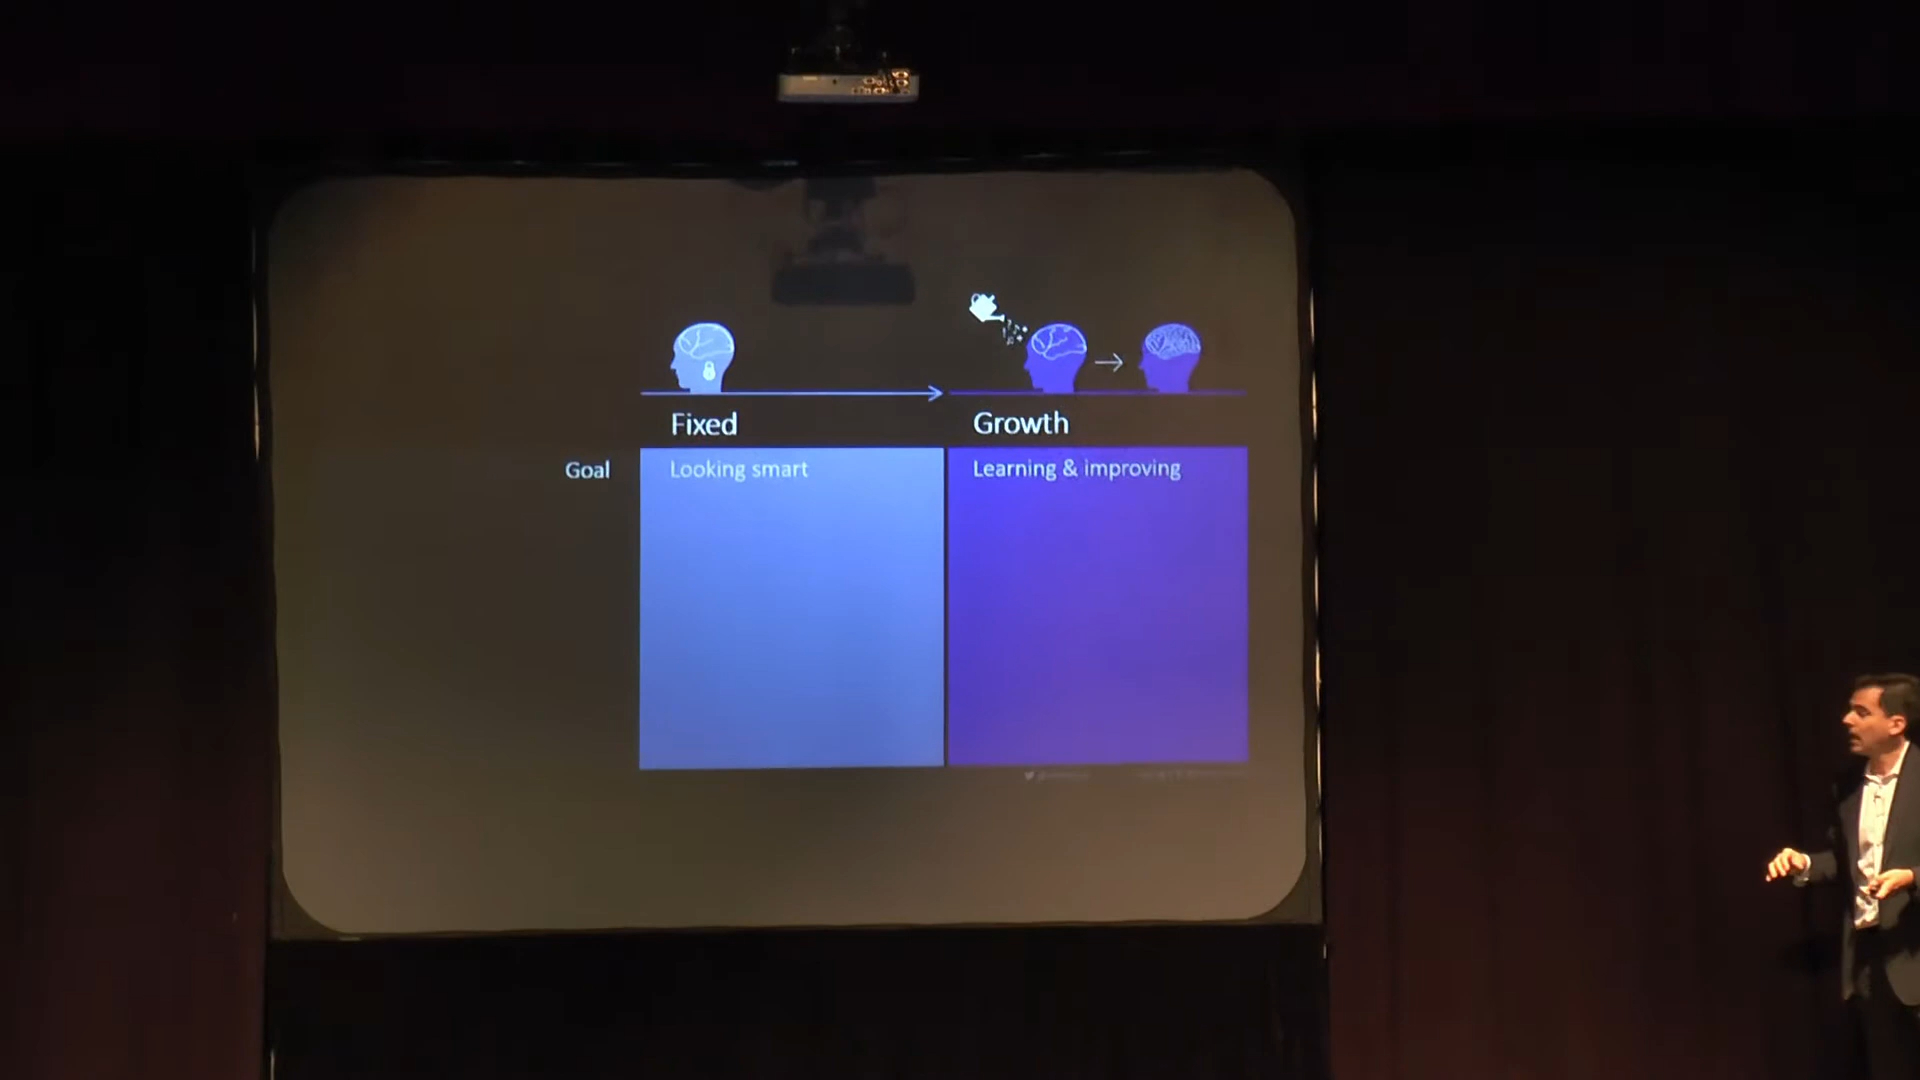 Fixed
Growth
Goal
Looking smart
Learning & improving